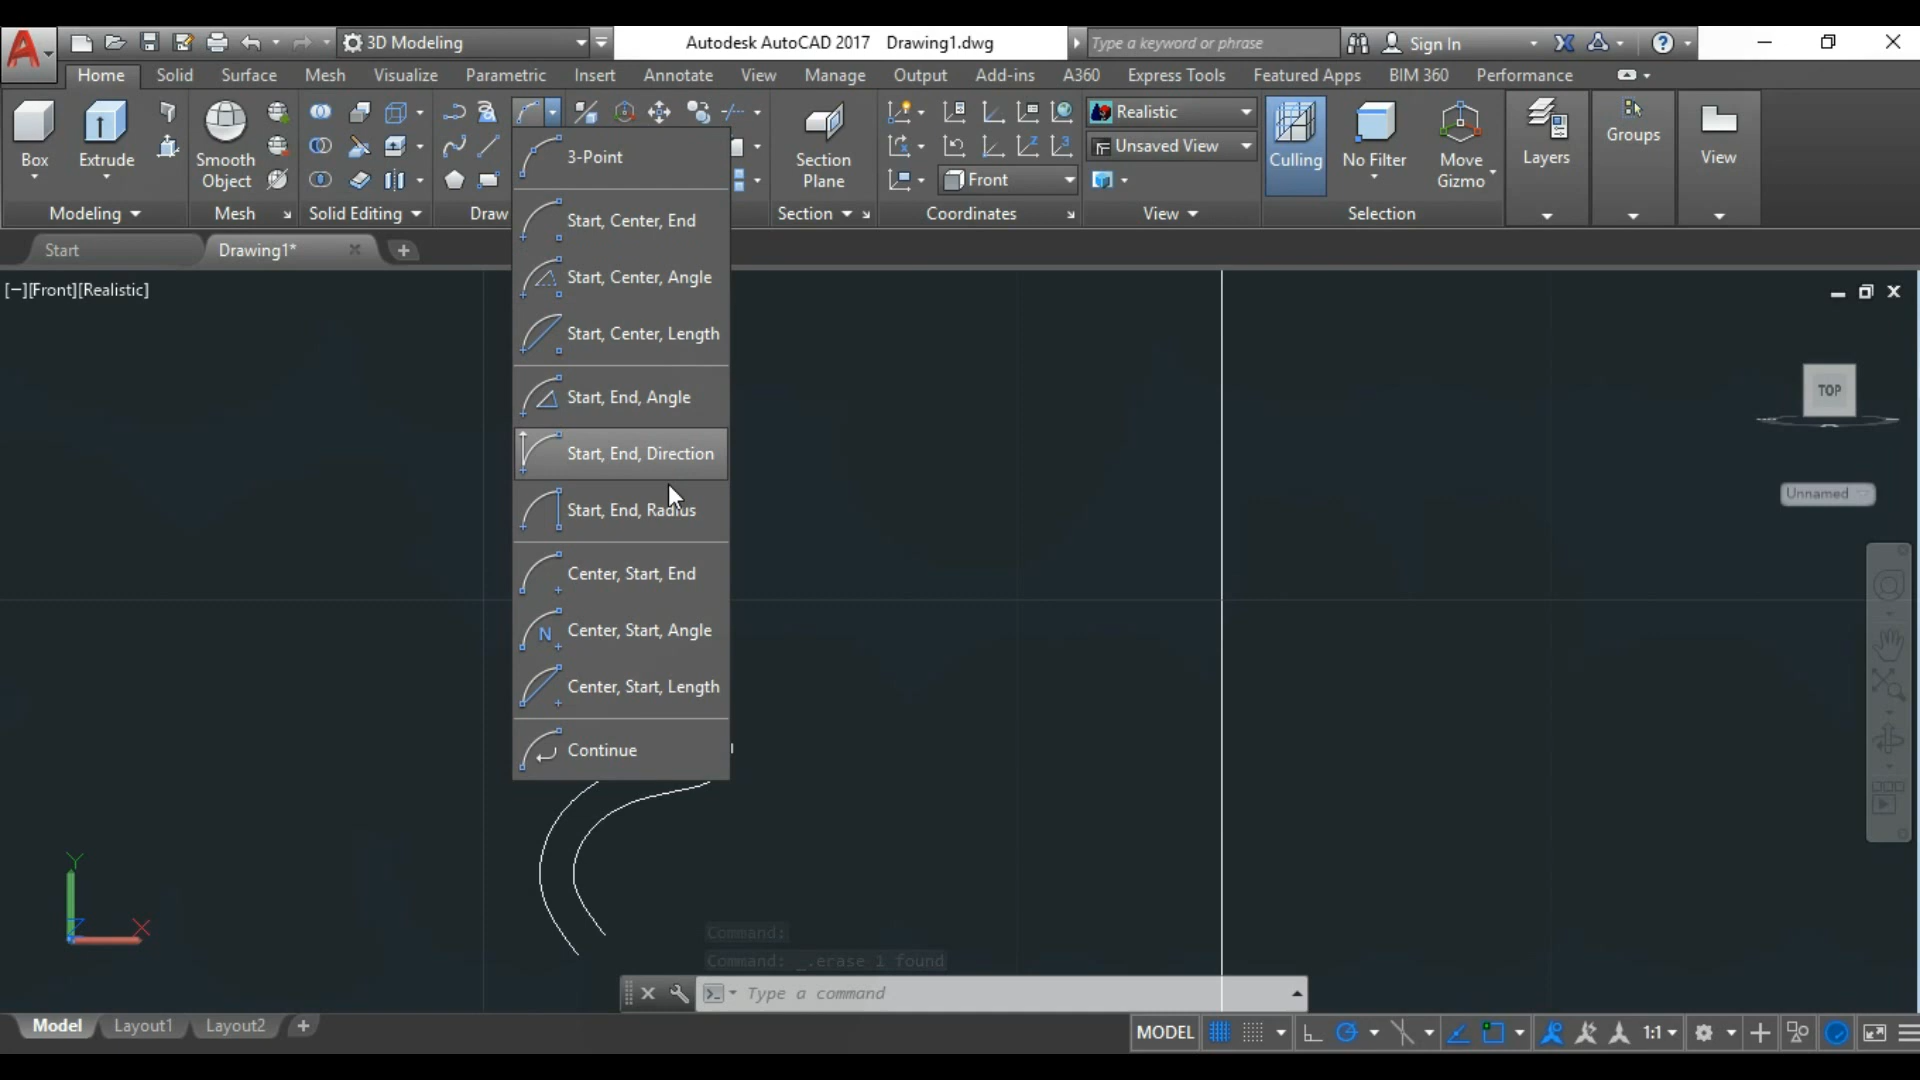 3D Modeling
Autodesk AutoCAD 2017 Drawing1.dwg
Type a keyword or phrase
Sign In
Home Solid Surface Mesh Visualize Parametric Insert Annotate View Manage Output Add-ins A360 Express Tools Featured Apps BIM 360 Performance
Box
Extrude
Smooth
Object
Section
Plane
Realistic
Unsaved View
Front
Culling
No Filter
Move
Gizmo
Layers
Groups
View
Modeling
Mesh
Solid Editing
Draw
Section
Coordinates
View
Selection
Start
Drawing1*
[−][Front][Realistic]
3-Point
Start, Center, End
Start, Center, Angle
Start, Center, Length
Start, End, Angle
Start, End, Direction
Start, End, Radius
Center, Start, End
Center, Start, Angle
Center, Start, Length
Continue
TOP
Unnamed
Y
Z
X
Command:
Command: _.erase 1 found
Type a command
Model Layout1 Layout2
MODEL
1:1